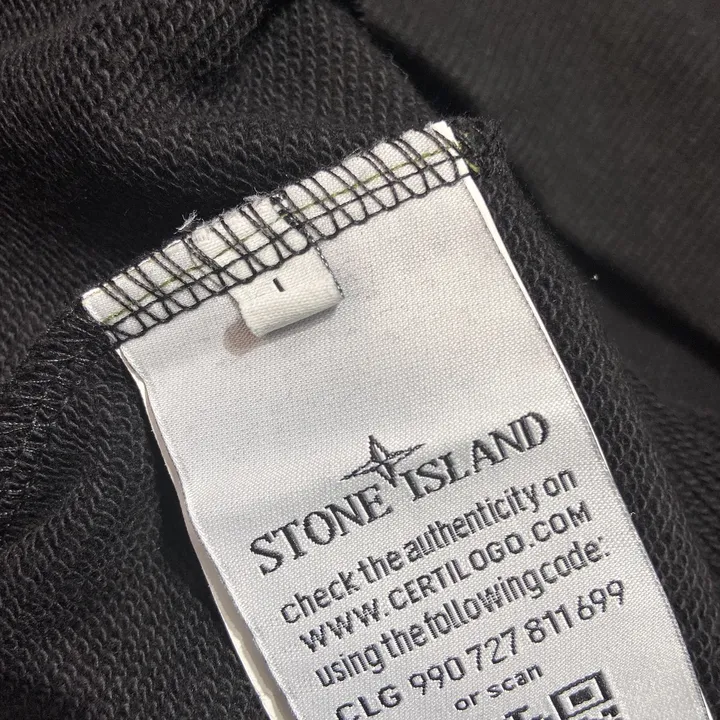 STONE ISLAND
check the authenticity on
WWW.CERTILOGO.COM
using the following code:
CLG 990 727 811 699
or scan